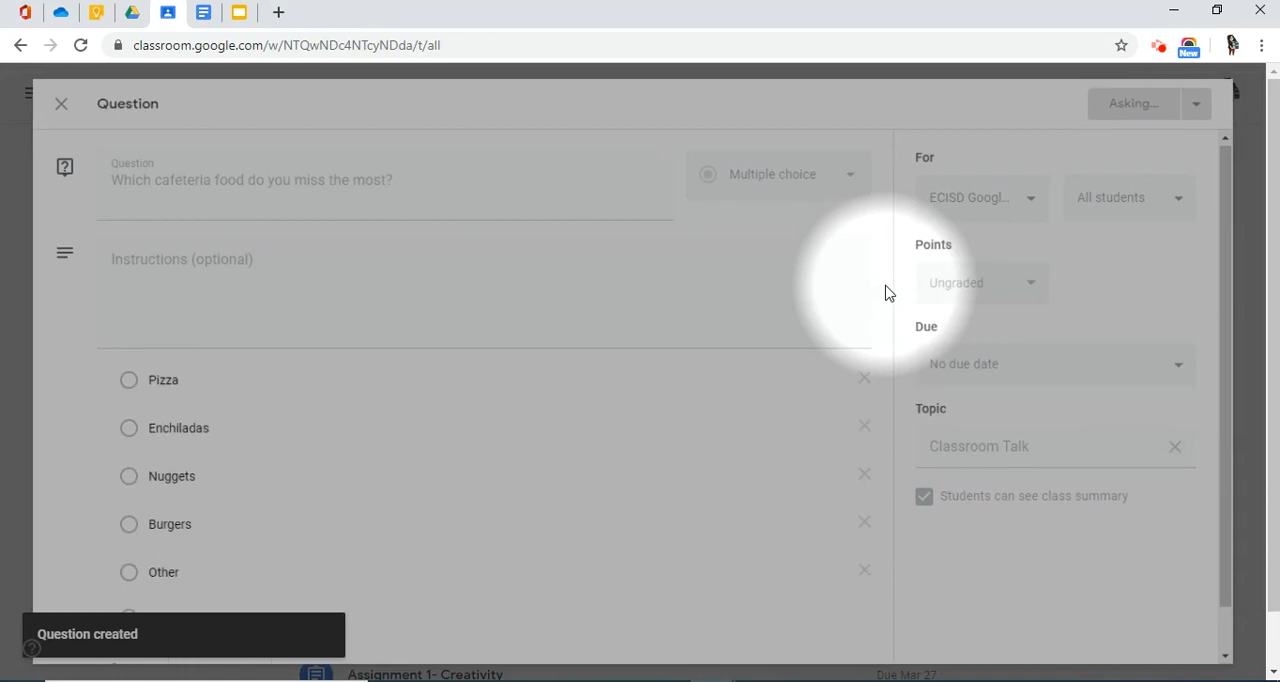 classroom.google.com/w/NTQwNDc4NTcyNDda/t/all
New
Question
Asking...
Question
Which cafeteria food do you miss the most?
Multiple choice
For
ECISD Googl...
All students
Instructions (optional)
Points
Ungraded
Due
No due date
Pizza
Topic
Enchiladas
Classroom Talk
Nuggets
Students can see class summary
Burgers
Other
Question created
Assignment 1- Creativity
Due Mar 27